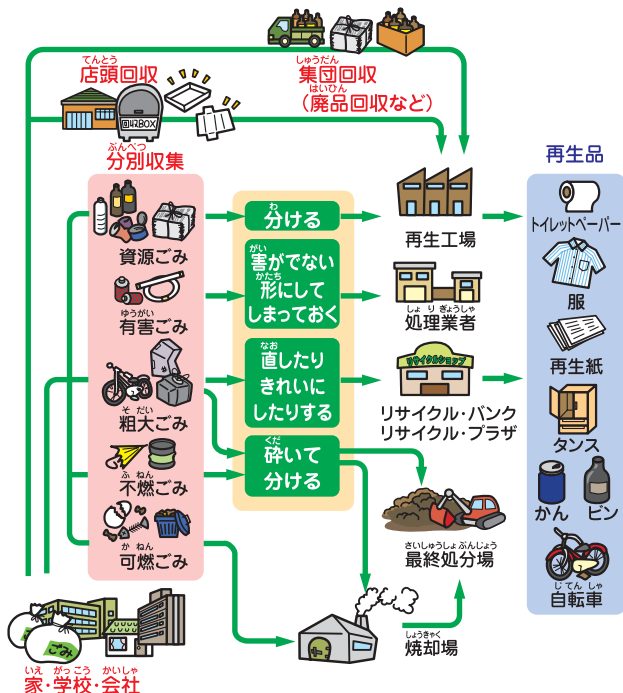 てんとう
店頭回収
しゅうだん
集団回収
はいひん
(廃品回収など)
回収BOX
ぶんべつ
分別収集
資源ごみ
ゆうがい
有害ごみ
そ だい
粗大ごみ
ふ ねん
不燃ごみ
か ねん
可燃ごみ
わ
分ける
がい
害がでない
かたち
形にして
しまっておく
なお
直したり
きれいに
したりする
くだ
砕いて
分ける
再生工場
しょ り ぎょうしゃ
処理業者
リサイクルショップ
リサイクル・バンク
リサイクル・プラザ
さいしゅうしょ ぶんじょう
最終処分場
しょうきゃく
焼却場
再生品
トイレットペーパー
服
再生紙
タンス
かん
ビン
じ てん しゃ
自転車
ごみ
いえ がっ こう かいしゃ
家・学校・会社